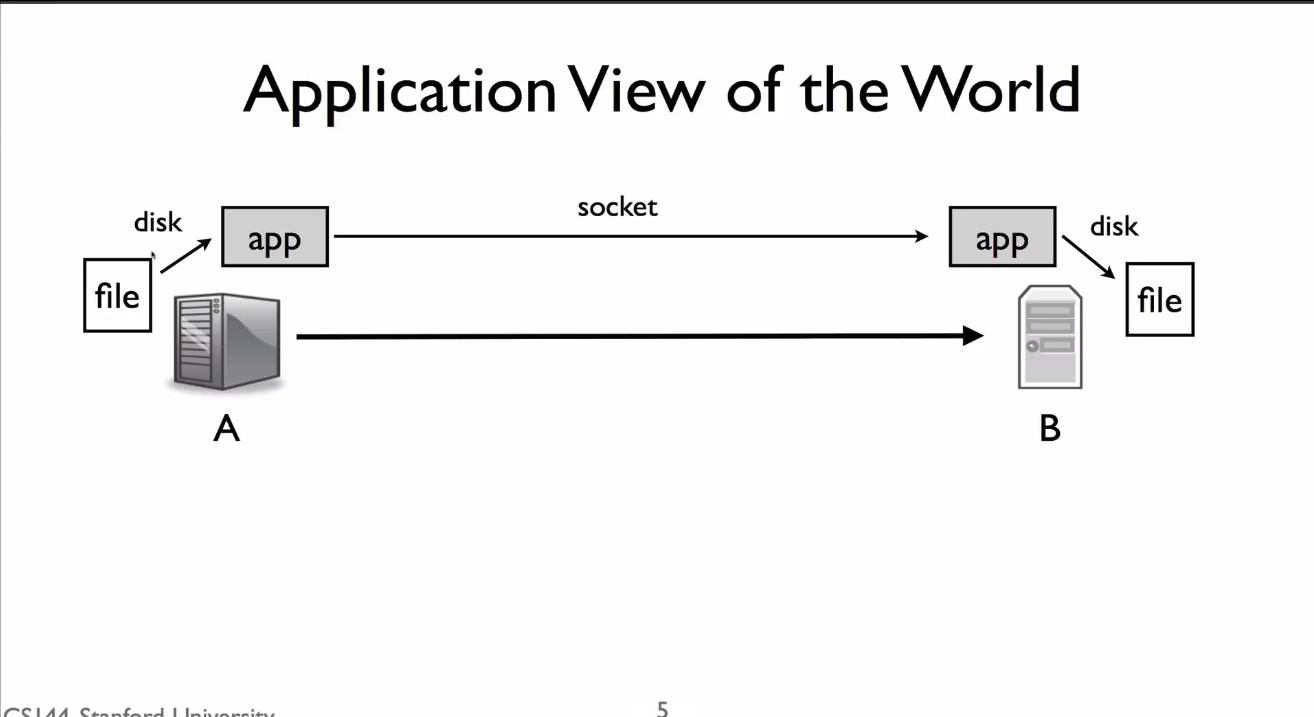 Application View of the World
disk
app
socket
app
disk
file
file
A
B
CS144, Stanford University
5